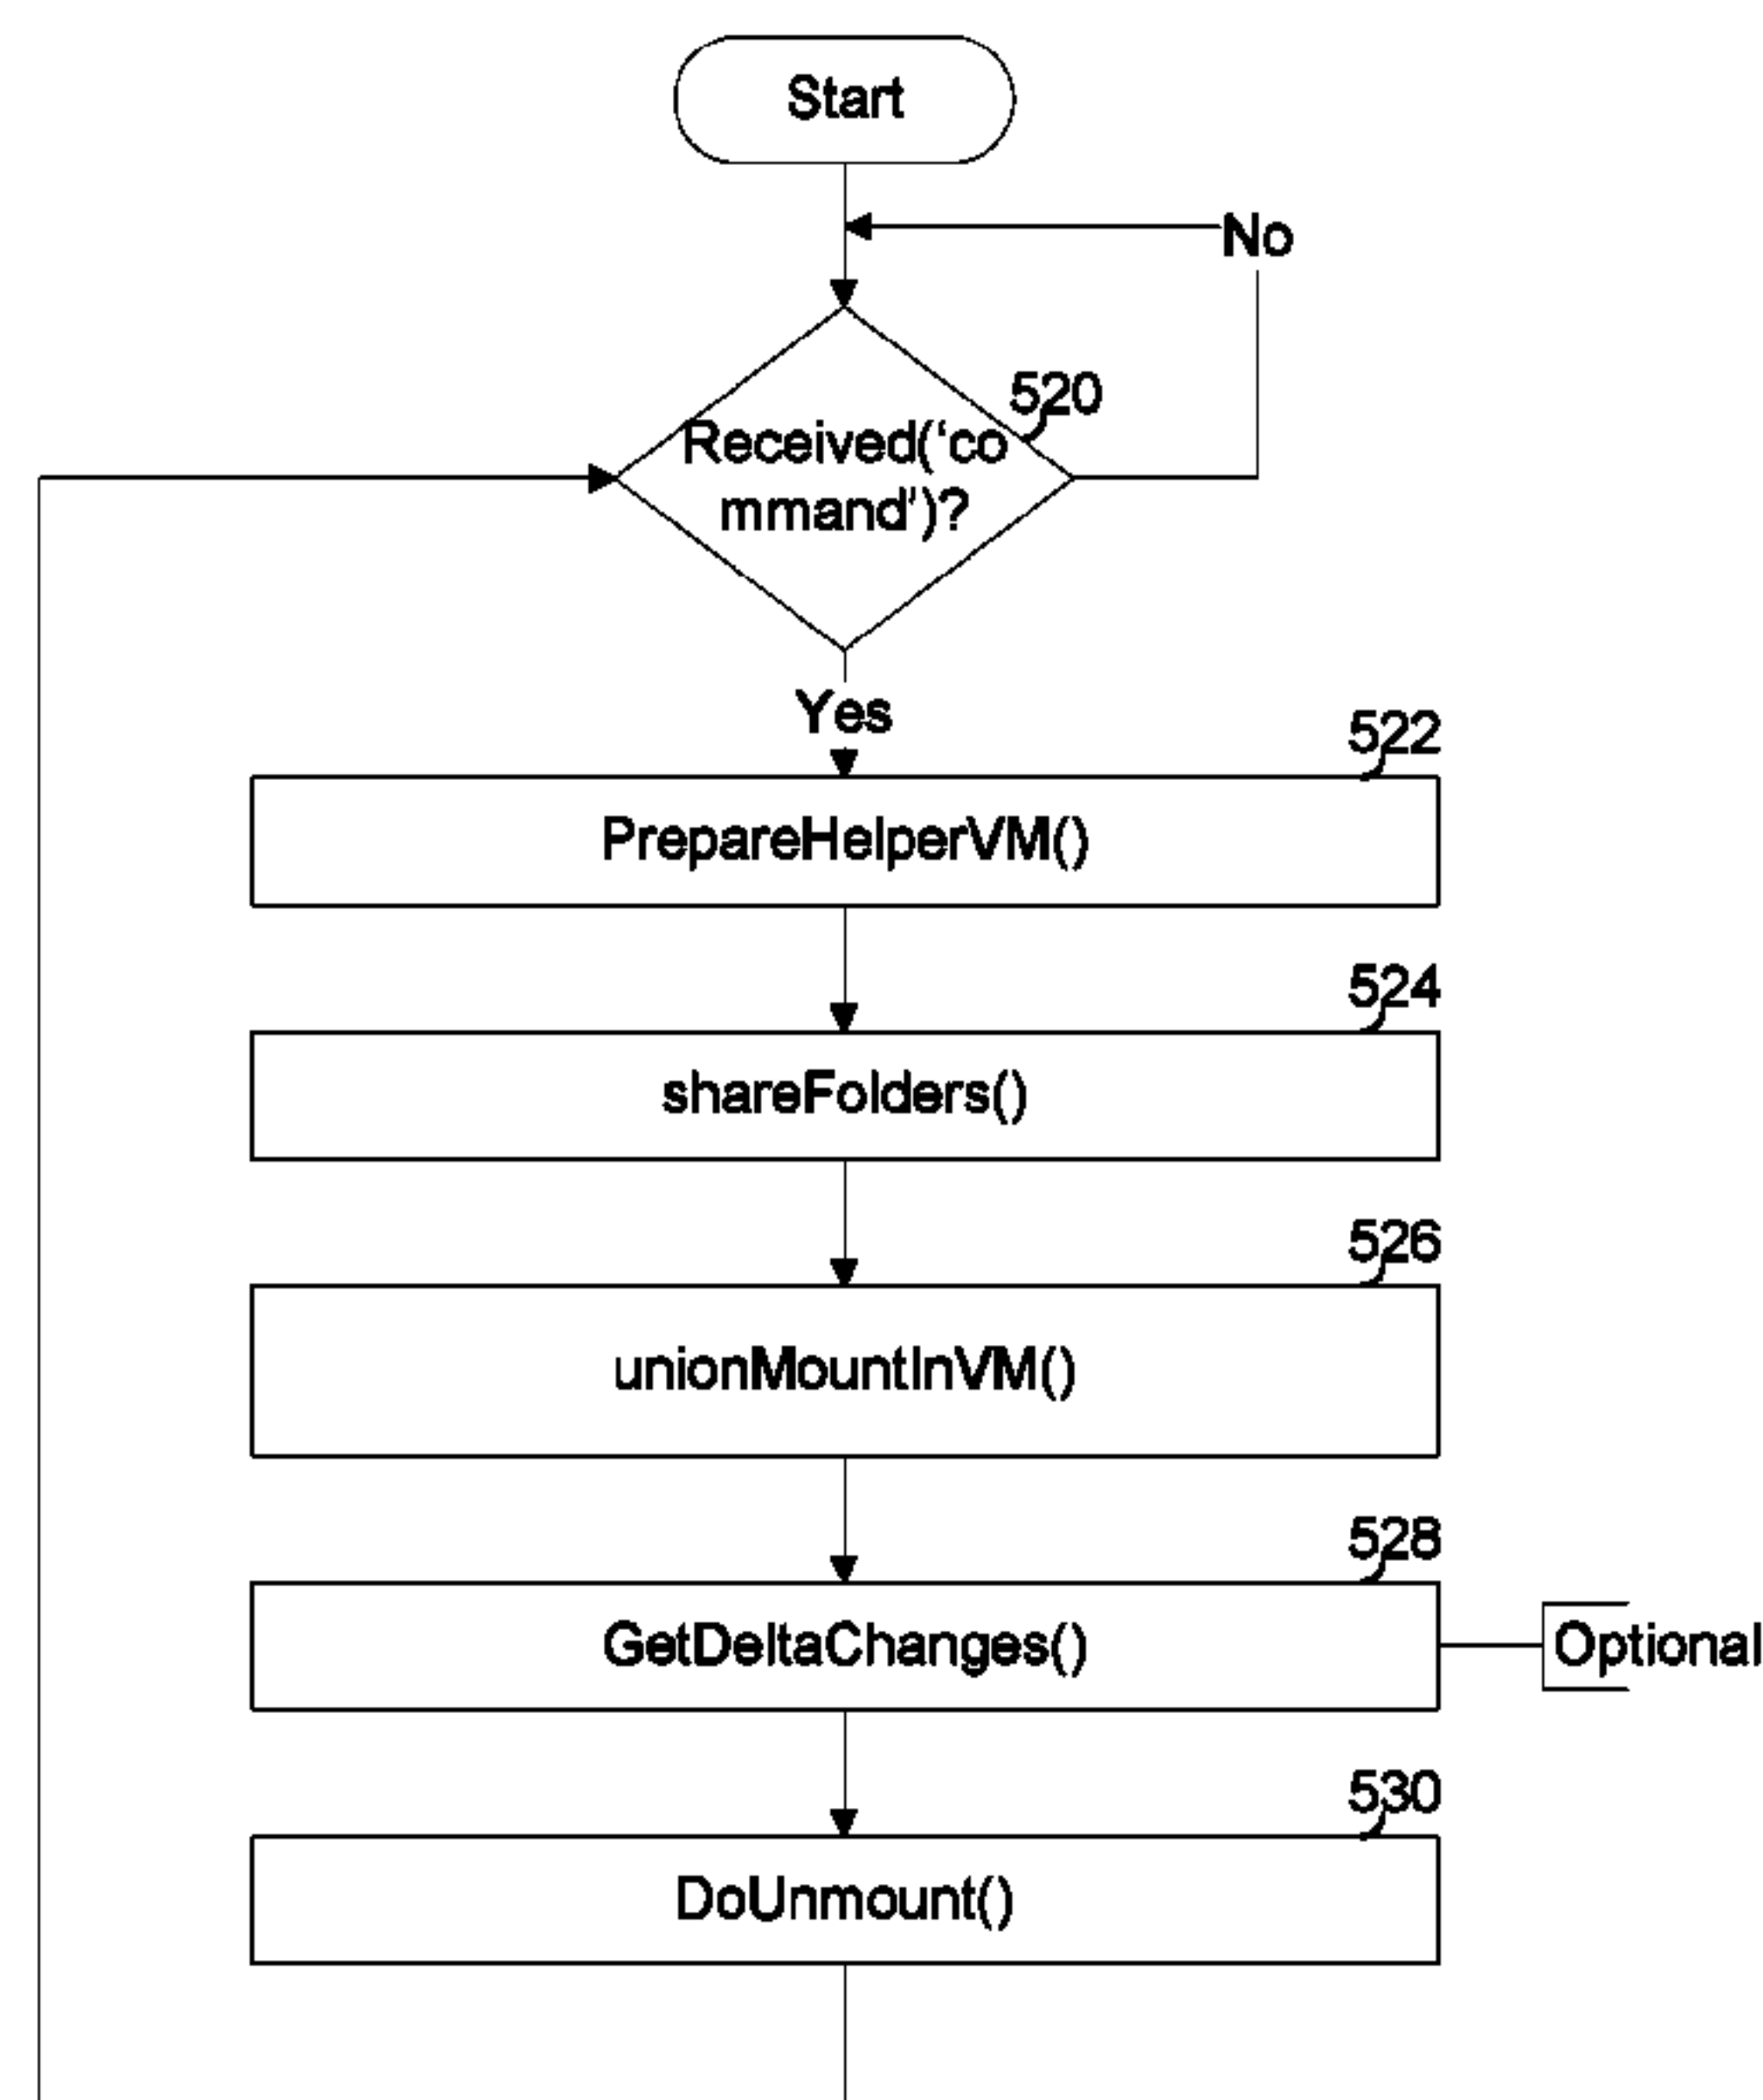 Start
No
520
Received(‘co
mmand’)?
Yes
522
PrepareHelperVM()
524
shareFolders()
526
unionMountInVM()
528
GetDeltaChanges()
Optional
530
DoUnmount()